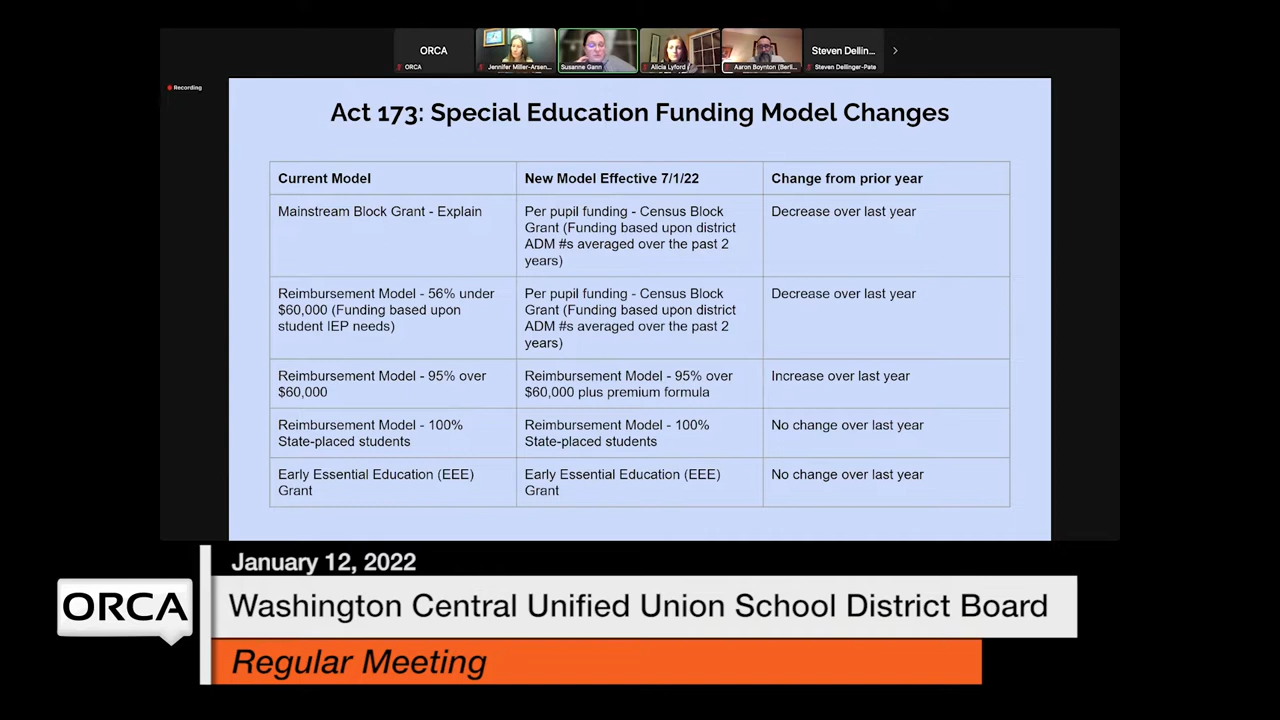 ORCA
Steven Dellin...
ORCA
Jennifer Miller-Arsen...
Susanne Gann
Alicia Lyford
Aaron Boynton (Berli...
Steven Dellinger-Pate
Recording
Act 173: Special Education Funding Model Changes
Current Model
New Model Effective 7/1/22
Change from prior year
Mainstream Block Grant - Explain
Per pupil funding - Census Block
Grant (Funding based upon district
ADM #s averaged over the past 2
years)
Decrease over last year
Reimbursement Model - 56% under
$60,000 (Funding based upon
student IEP needs)
Per pupil funding - Census Block
Grant (Funding based upon district
ADM #s averaged over the past 2
years)
Decrease over last year
Reimbursement Model - 95% over
$60,000
Reimbursement Model - 95% over
$60,000 plus premium formula
Increase over last year
Reimbursement Model - 100%
State-placed students
Reimbursement Model - 100%
State-placed students
No change over last year
Early Essential Education (EEE)
Grant
Early Essential Education (EEE)
Grant
No change over last year
January 12, 2022
ORCA
Washington Central Unified Union School District Board
Regular Meeting